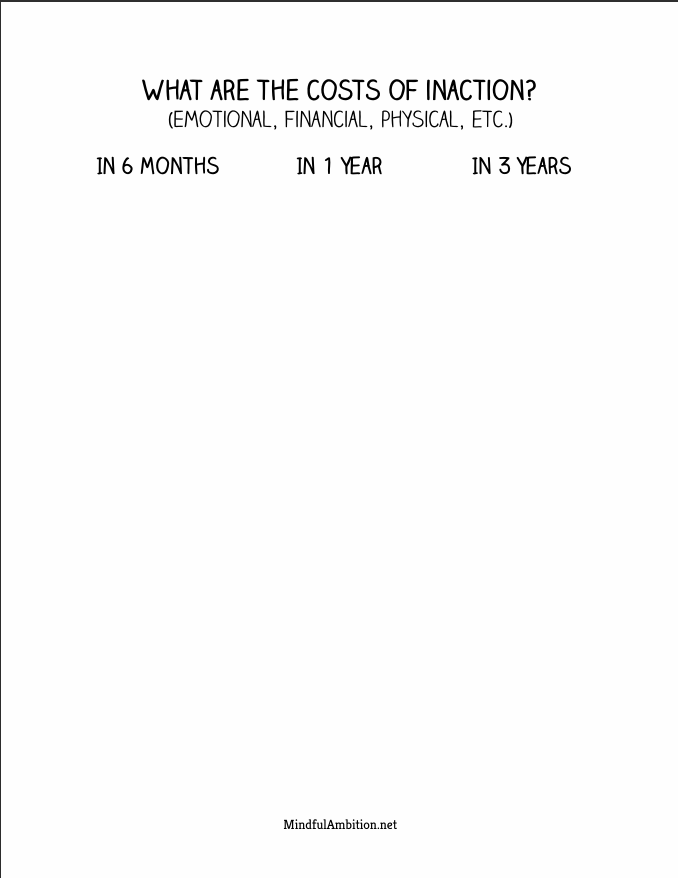 WHAT ARE THE COSTS OF INACTION?
(EMOTIONAL, FINANCIAL, PHYSICAL, ETC.)
IN 6 MONTHS IN 1 YEAR IN 3 YEARS
MindfulAmbition.net